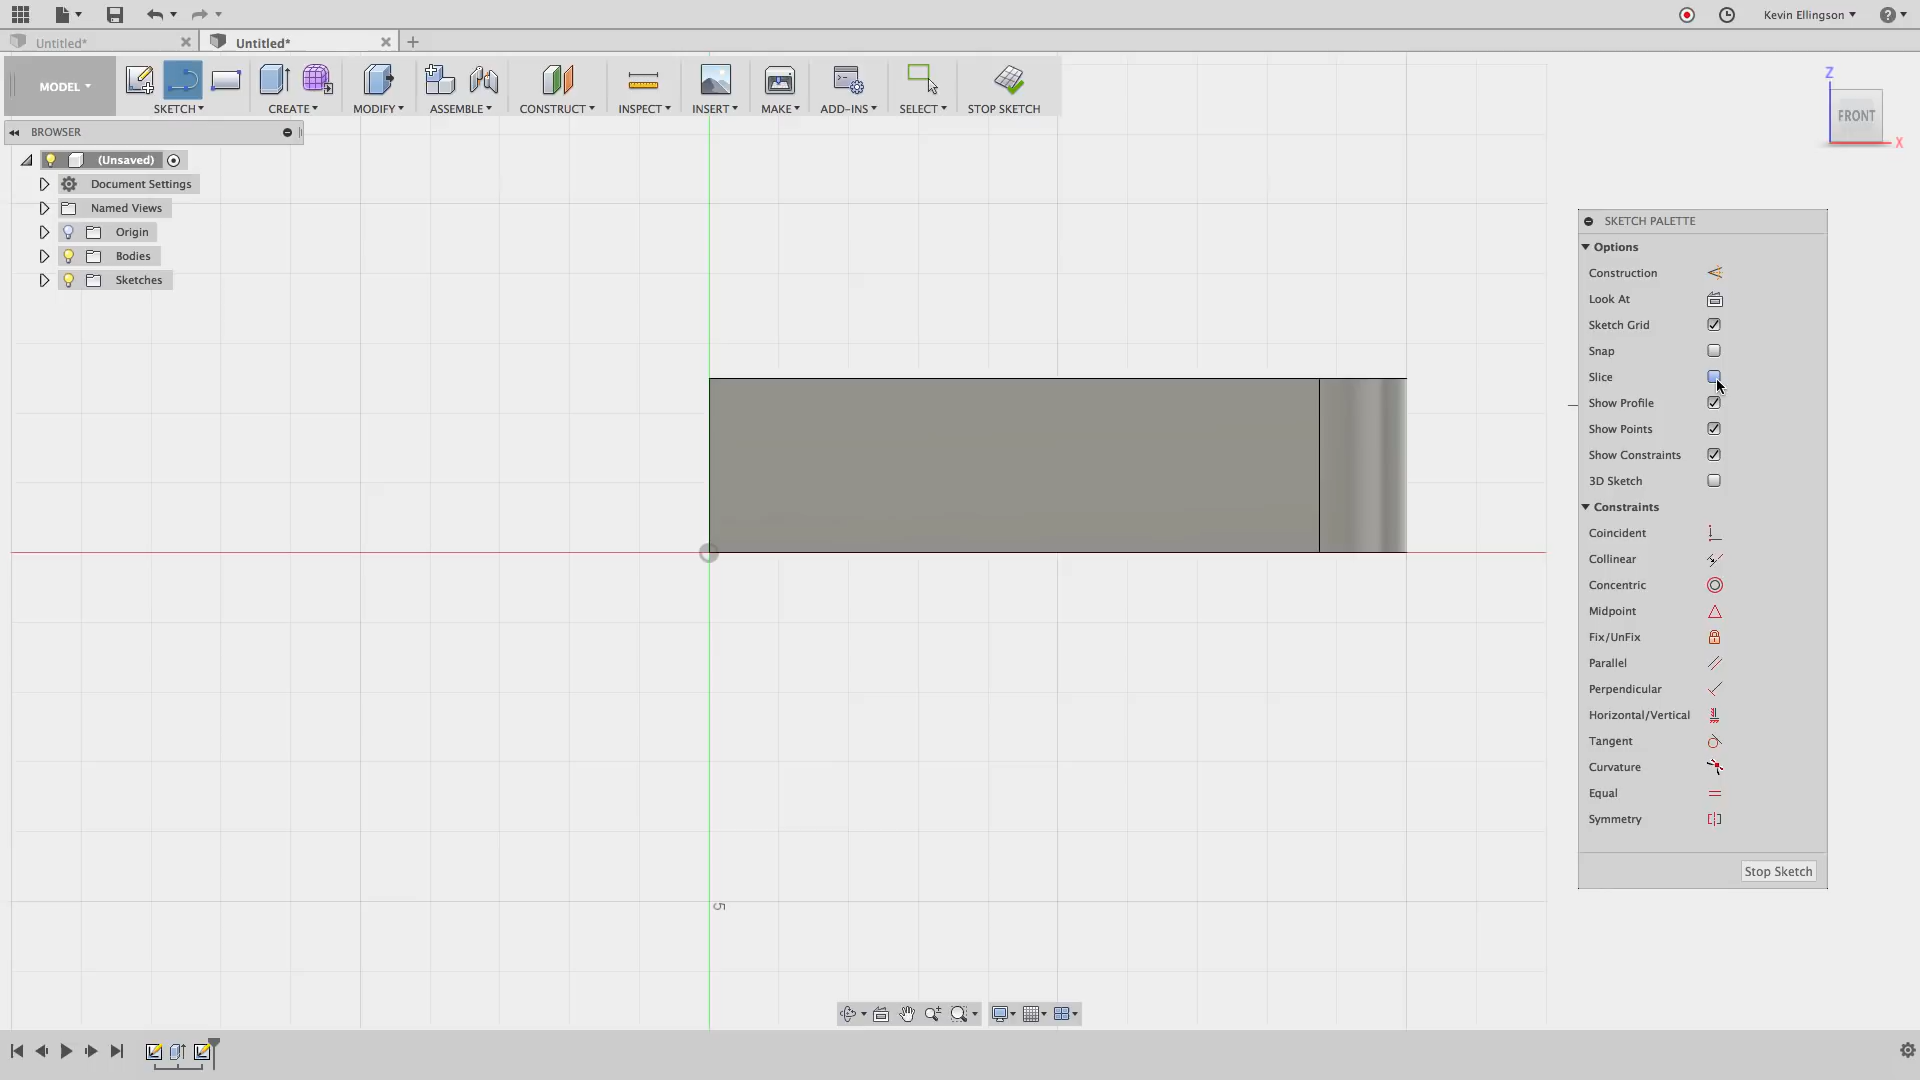 Kevin Ellingson
Untitled*
Untitled*
MODEL
SKETCH
CREATE
MODIFY
ASSEMBLE
CONSTRUCT
INSPECT
INSERT
MAKE
ADD-INS
SELECT
STOP SKETCH
Z
FRONT
X
BROWSER
(Unsaved)
Document Settings
Named Views
Origin
Bodies
Sketches
SKETCH PALETTE
Options
Construction
Look At
Sketch Grid
Snap
Slice
Show Profile
Show Points
Show Constraints
3D Sketch
Constraints
Coincident
Collinear
Concentric
Midpoint
Fix/UnFix
Parallel
Perpendicular
Horizontal/Vertical
Tangent
Curvature
Equal
Symmetry
Stop Sketch
5